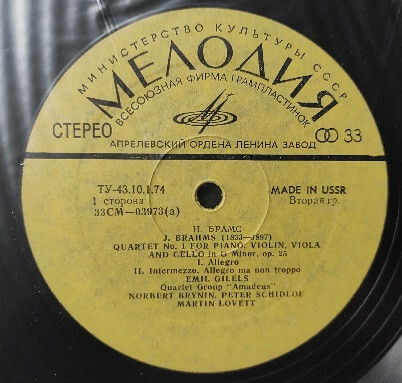 МИНИСТЕРСТВО КУЛЬТУРЫ СССР
МЕЛОДИЯ
ВСЕСОЮЗНАЯ ФИРМА ГРАМПЛАСТИНОК
СТЕРЕО
33
АПРЕЛЕВСКИЙ ОРДЕНА ЛЕНИНА ЗАВОД
ТУ-43.10.1.74
MADE IN USSR
1 сторона
Вторая гр.
33СМ—03973(а)
И. БРАМС
J. BRAHMS (1833—1897)
QUARTET No. 1 FOR PIANO, VIOLIN, VIOLA
AND CELLO in G Minor, op. 25
I. Allegro
II. Intermezzo. Allegro ma non troppo
EMIL GILELS
Quartet Group "Amadeus"
NORBERT BRYNIN, PETER SCHIDLOF
MARTIN LOVETT